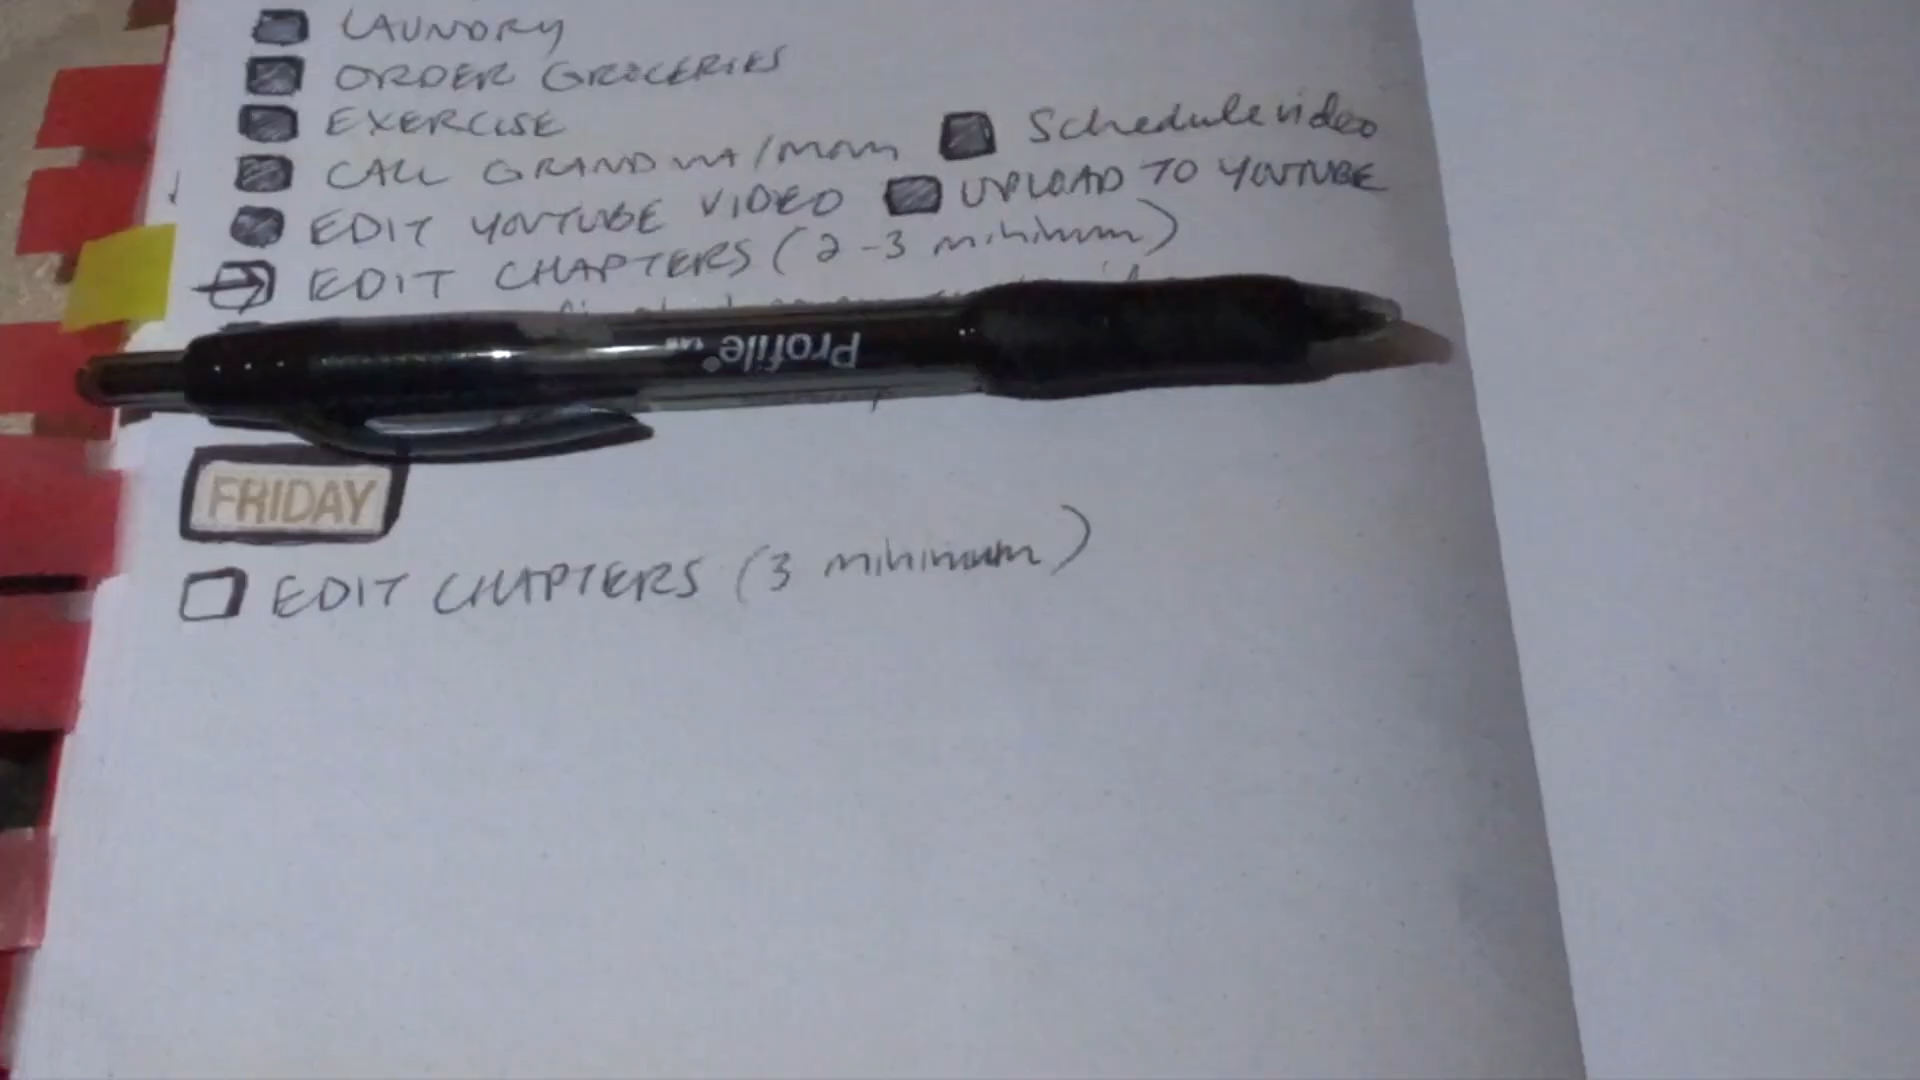 LAUNDRY
ORDER GROCERIES
EXERCISE
CALL GRANDMA/MOM
Schedule video
EDIT YOUTUBE VIDEO
UPLOAD TO YOUTUBE
EDIT CHAPTERS (2-3 minimum)
Profile
FRIDAY
EDIT CHAPTERS (3 minimum)